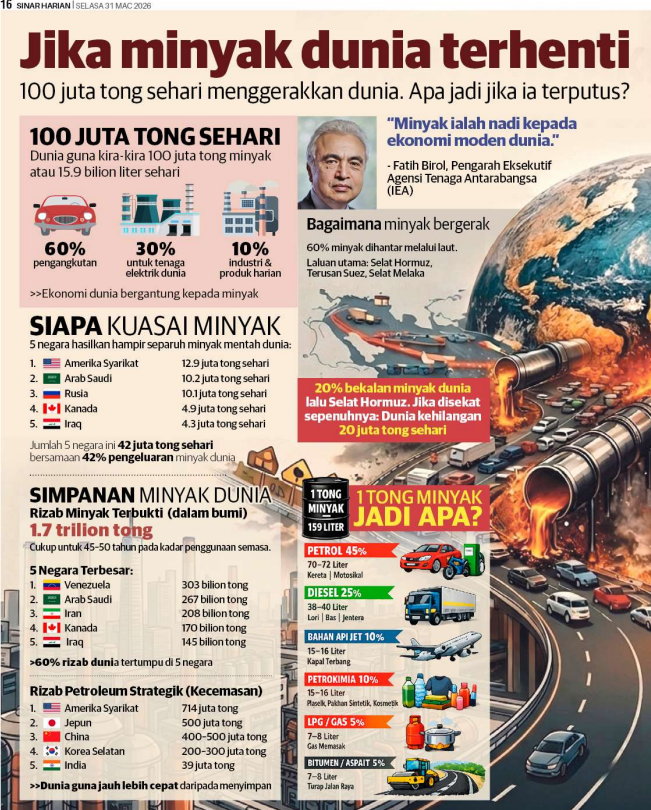 16 SINAR HARIAN | SELASA 31 MAC 2026
Jika minyak dunia terhenti
100 juta tong sehari menggerakkan dunia. Apa jadi jika ia terputus?
100 JUTA TONG SEHARI
Dunia guna kira-kira 100 juta tong minyak
atau 15.9 bilion liter sehari
60%
pengangkutan
30%
untuk tenaga
elektrik dunia
10%
industri &
produk harian
>>Ekonomi dunia bergantung kepada minyak
"Minyak ialah nadi kepada
ekonomi moden dunia."
- Fatih Birol, Pengarah Eksekutif
Agensi Tenaga Antarabangsa
(IEA)
Bagaimana minyak bergerak
60% minyak dihantar melalui laut.
Laluan utama: Selat Hormuz,
Terusan Suez, Selat Melaka
20% bekalan minyak dunia
lalu Selat Hormuz. Jika disekat
sepenuhnya: Dunia kehilangan
20 juta tong sehari
SIAPA KUASAI MINYAK
5 negara hasilkan hampir separuh minyak mentah dunia:
1. Amerika Syarikat 12.9 juta tong sehari
2. Arab Saudi 10.2 juta tong sehari
3. Rusia 10.1 juta tong sehari
4. Kanada 4.9 juta tong sehari
5. Iraq 4.3 juta tong sehari
Jumlah 5 negara ini 42 juta tong sehari
bersamaan 42% pengeluaran minyak dunia
SIMPANAN MINYAK DUNIA
Rizab Minyak Terbukti (dalam bumi)
1.7 trilion tong
Cukup untuk 45-50 tahun pada kadar penggunaan semasa.
5 Negara Terbesar:
1. Venezuela 303 bilion tong
2. Arab Saudi 267 bilion tong
3. Iran 208 bilion tong
4. Kanada 170 bilion tong
5. Iraq 145 bilion tong
>60% rizab dunia tertumpu di 5 negara
Rizab Petroleum Strategik (Kecemasan)
1. Amerika Syarikat 714 juta tong
2. Jepun 500 juta tong
3. China 400-500 juta tong
4. Korea Selatan 200-300 juta tong
5. India 39 juta tong
>>Dunia guna jauh lebih cepat daripada menyimpan
1 TONG
MINYAK
159 LITER
1 TONG MINYAK
JADI APA?
PETROL 45%
70-72 Liter
Kereta | Motosikal
DIESEL 25%
38-40 Liter
Lori | Bas | Jentera
BAHAN API JET 10%
15-16 Liter
Kapal Terbang
PETROKIMIA 10%
15-16 Liter
Plastik, Pakaian Sintetik, Kosmetik
LPG / GAS 5%
7-8 Liter
Gas Memasak
BITUMEN / ASPALT 5%
7-8 Liter
Turap Jalan Raya